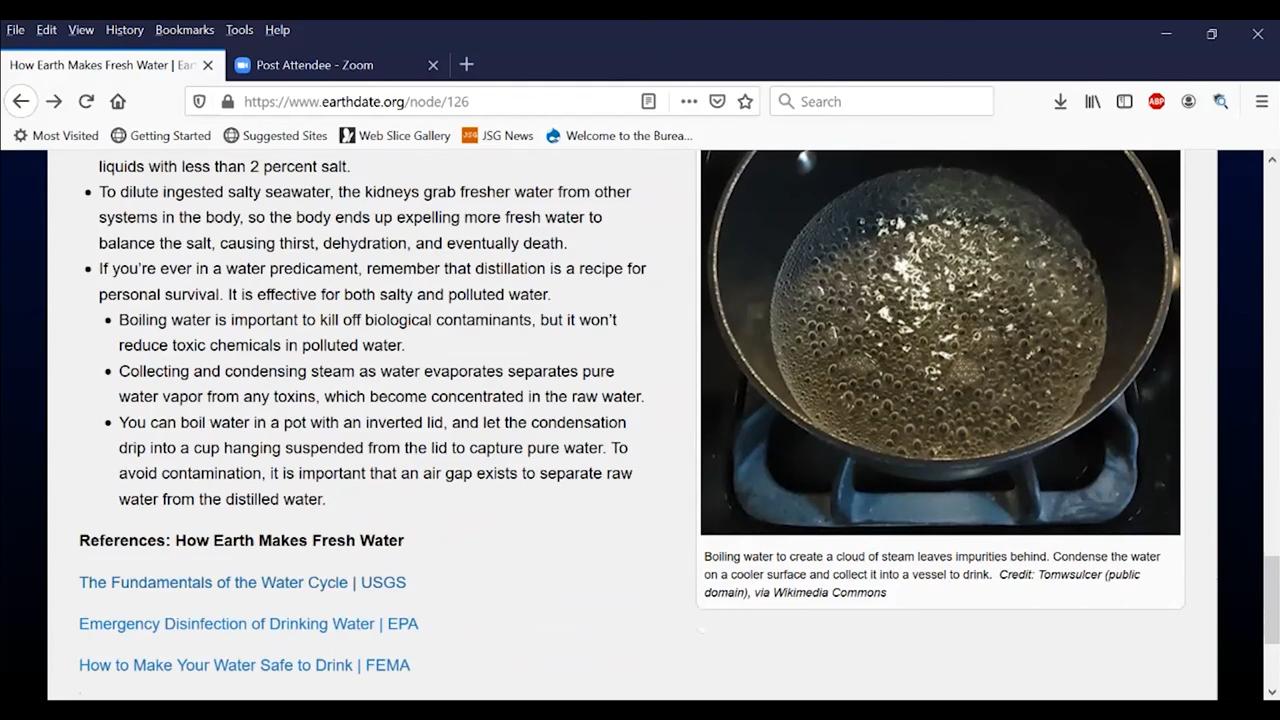 File Edit View History Bookmarks Tools Help
How Earth Makes Fresh Water | Ear
Post Attendee - Zoom
https://www.earthdate.org/node/126
Search
ABP
Most Visited Getting Started Suggested Sites Web Slice Gallery JSG JSG News Welcome to the Burea...
liquids with less than 2 percent salt.
• To dilute ingested salty seawater, the kidneys grab fresher water from other
systems in the body, so the body ends up expelling more fresh water to
balance the salt, causing thirst, dehydration, and eventually death.
• If you’re ever in a water predicament, remember that distillation is a recipe for
personal survival. It is effective for both salty and polluted water.
• Boiling water is important to kill off biological contaminants, but it won’t
reduce toxic chemicals in polluted water.
• Collecting and condensing steam as water evaporates separates pure
water vapor from any toxins, which become concentrated in the raw water.
• You can boil water in a pot with an inverted lid, and let the condensation
drip into a cup hanging suspended from the lid to capture pure water. To
avoid contamination, it is important that an air gap exists to separate raw
water from the distilled water.
References: How Earth Makes Fresh Water
The Fundamentals of the Water Cycle | USGS
Emergency Disinfection of Drinking Water | EPA
How to Make Your Water Safe to Drink | FEMA
Boiling water to create a cloud of steam leaves impurities behind. Condense the water
on a cooler surface and collect it into a vessel to drink. Credit: Tomwsulcer (public
domain), via Wikimedia Commons